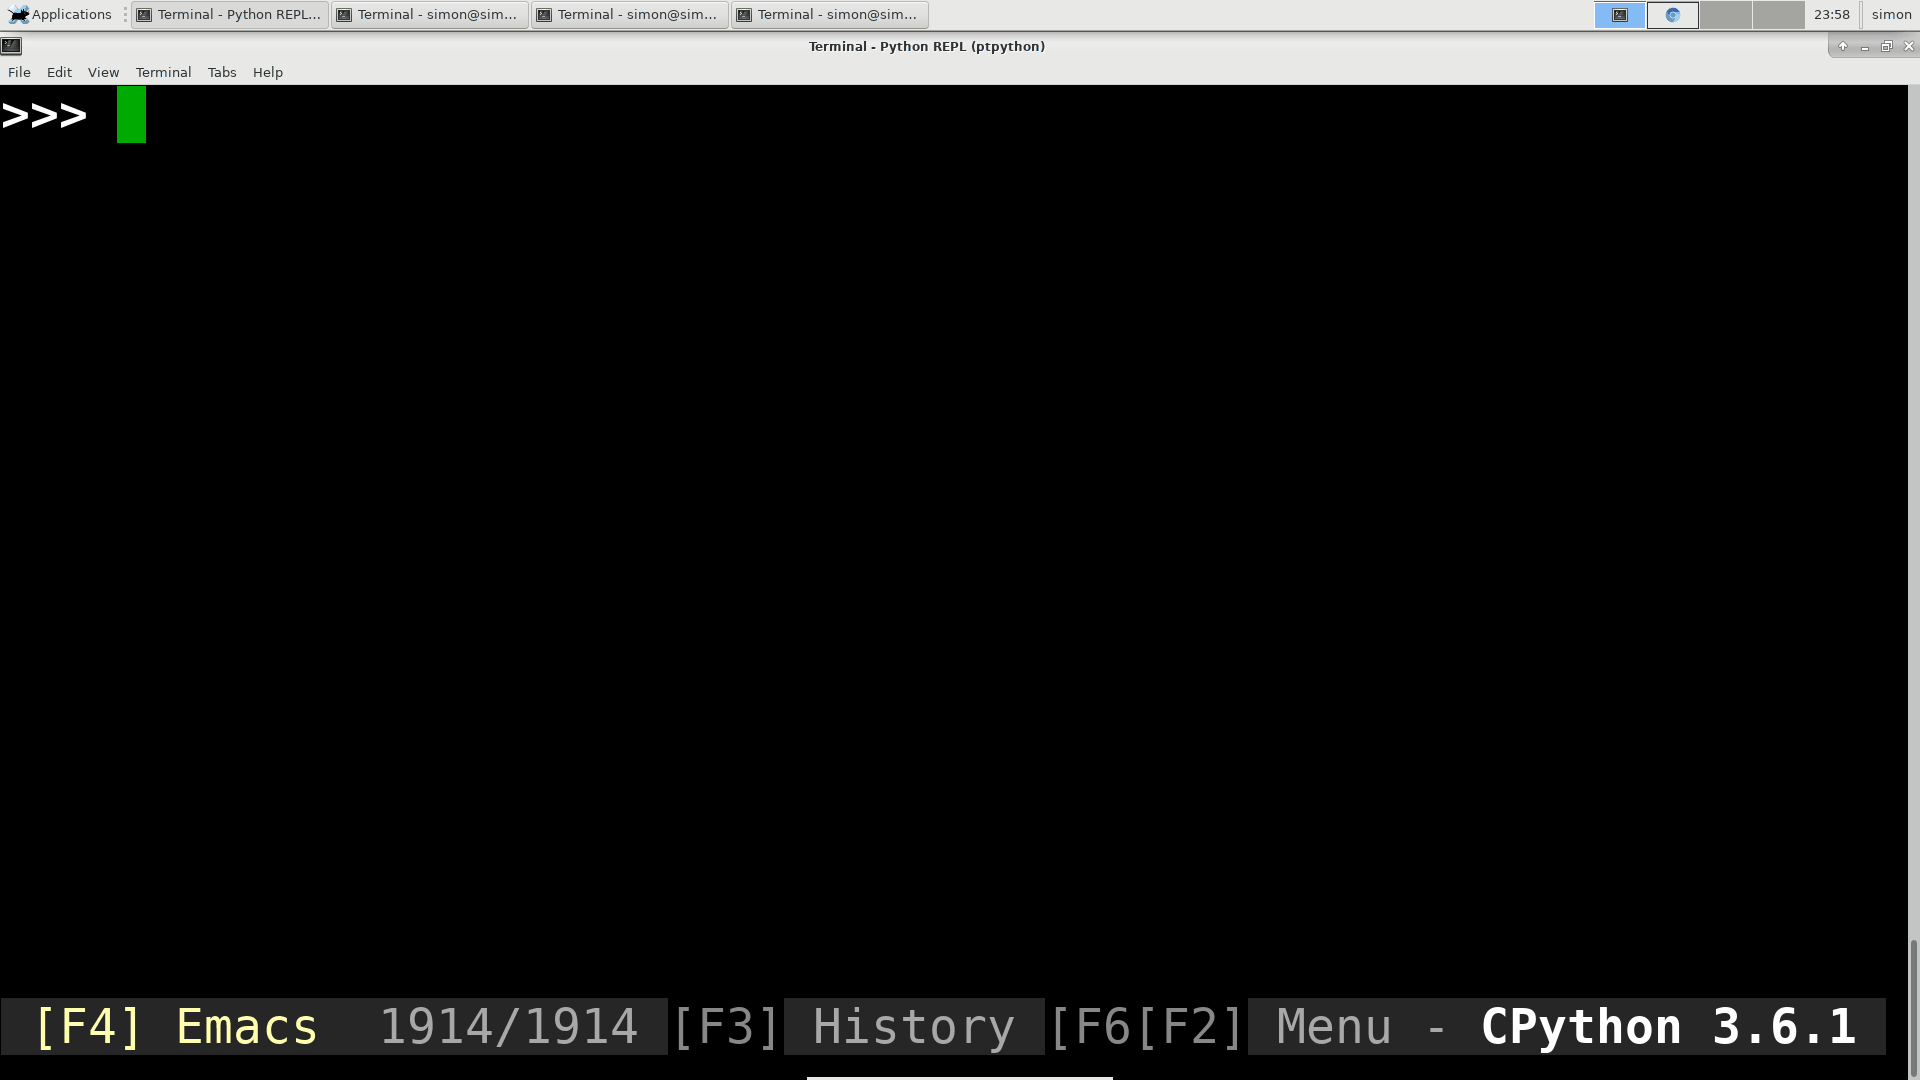 Applications Terminal - Python REPL... Terminal - simon@sim... Terminal - simon@sim... Terminal - simon@sim... 23:58 simon
Terminal - Python REPL (ptpython)
File Edit View Terminal Tabs Help
>>>
[F4] Emacs 1914/1914 [F3] History [F6[F2] Menu - CPython 3.6.1